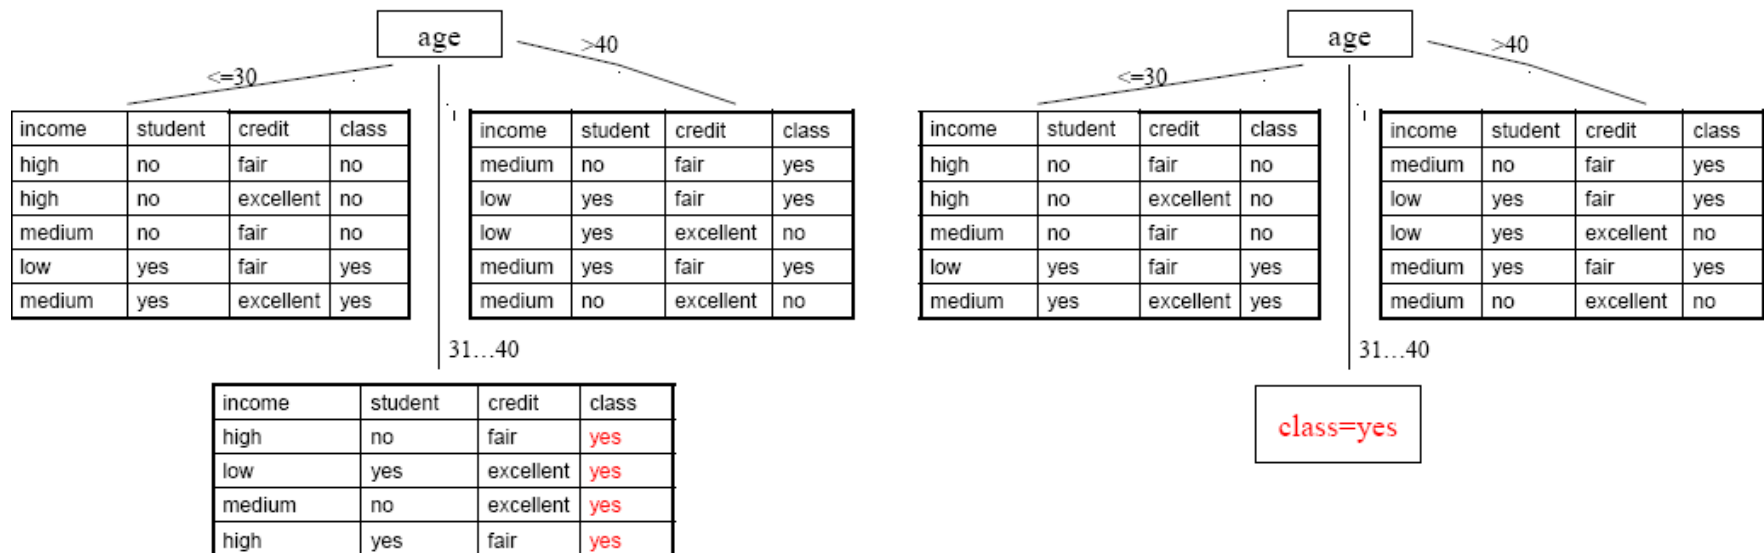 age
<=30
>40
income student credit class
high no fair no
high no excellent no
medium no fair no
low yes fair yes
medium yes excellent yes
income student credit class
medium no fair yes
low yes fair yes
low yes excellent no
medium yes fair yes
medium no excellent no
31...40
income student credit class
high no fair yes
low yes excellent yes
medium no excellent yes
high yes fair yes
age
<=30
>40
income student credit class
high no fair no
high no excellent no
medium no fair no
low yes fair yes
medium yes excellent yes
income student credit class
medium no fair yes
low yes fair yes
low yes excellent no
medium yes fair yes
medium no excellent no
31...40
class=yes